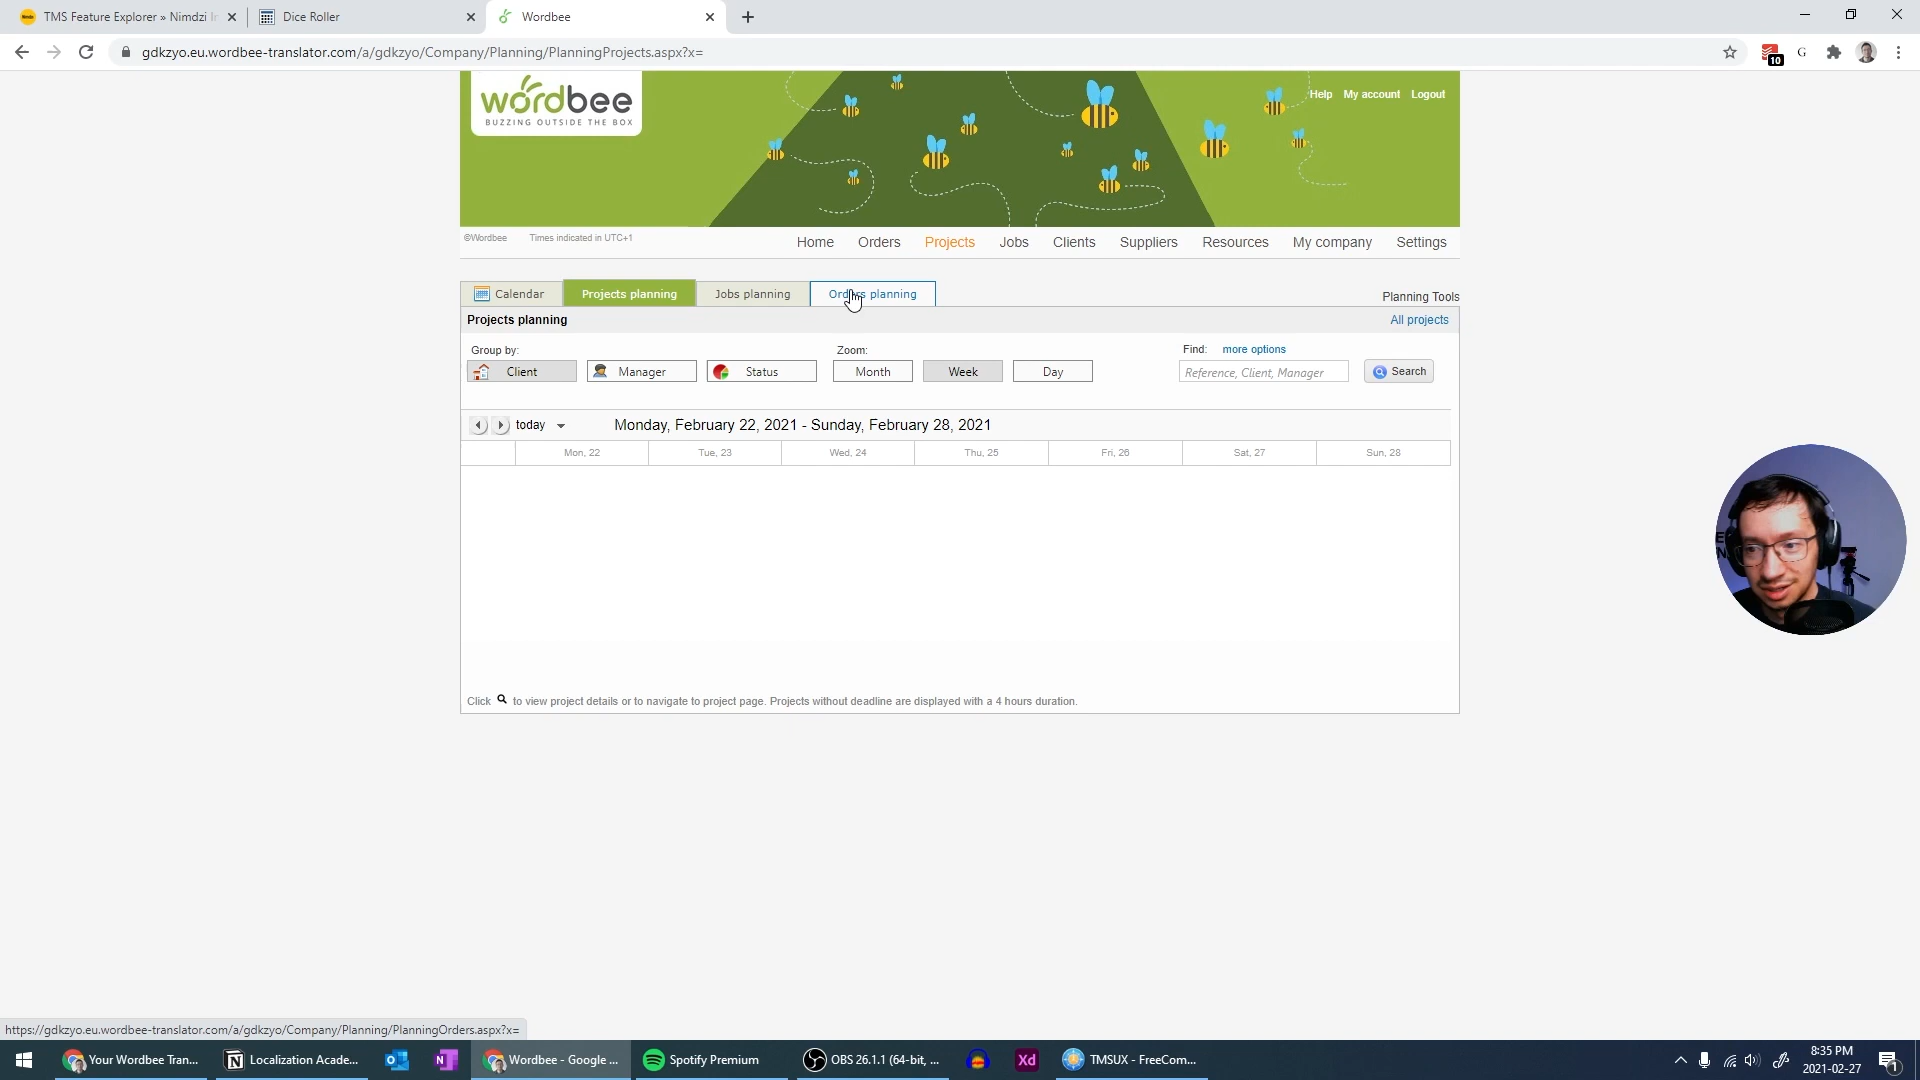 TMS Feature Explorer » Nimdzi In
Dice Roller
Wordbee
gdkzyo.eu.wordbee-translator.com/a/gdkzyo/Company/Planning/PlanningProjects.aspx?x=
10
G
wordbee
BUZZING OUTSIDE THE BOX
Help My account Logout
©Wordbee Times indicated in UTC+1
Home Orders Projects Jobs Clients Suppliers Resources My company Settings
Calendar Projects planning Jobs planning Orders planning
Planning Tools
Projects planning
All projects
Group by: Zoom: Find: more options
Client Manager Status Month Week Day Reference, Client, Manager Search
today Monday, February 22, 2021 - Sunday, February 28, 2021
Mon, 22 Tue, 23 Wed, 24 Thu, 25 Fri, 26 Sat, 27 Sun, 28
Click to view project details or to navigate to project page. Projects without deadline are displayed with a 4 hours duration.
https://gdkzyo.eu.wordbee-translator.com/a/gdkzyo/Company/Planning/PlanningOrders.aspx?x=
Your Wordbee Tran...
Localization Acade...
Wordbee - Google ...
Spotify Premium
OBS 26.1.1 (64-bit, ...
Xd
TMSUX - FreeCom...
8:35 PM
2021-02-27
1